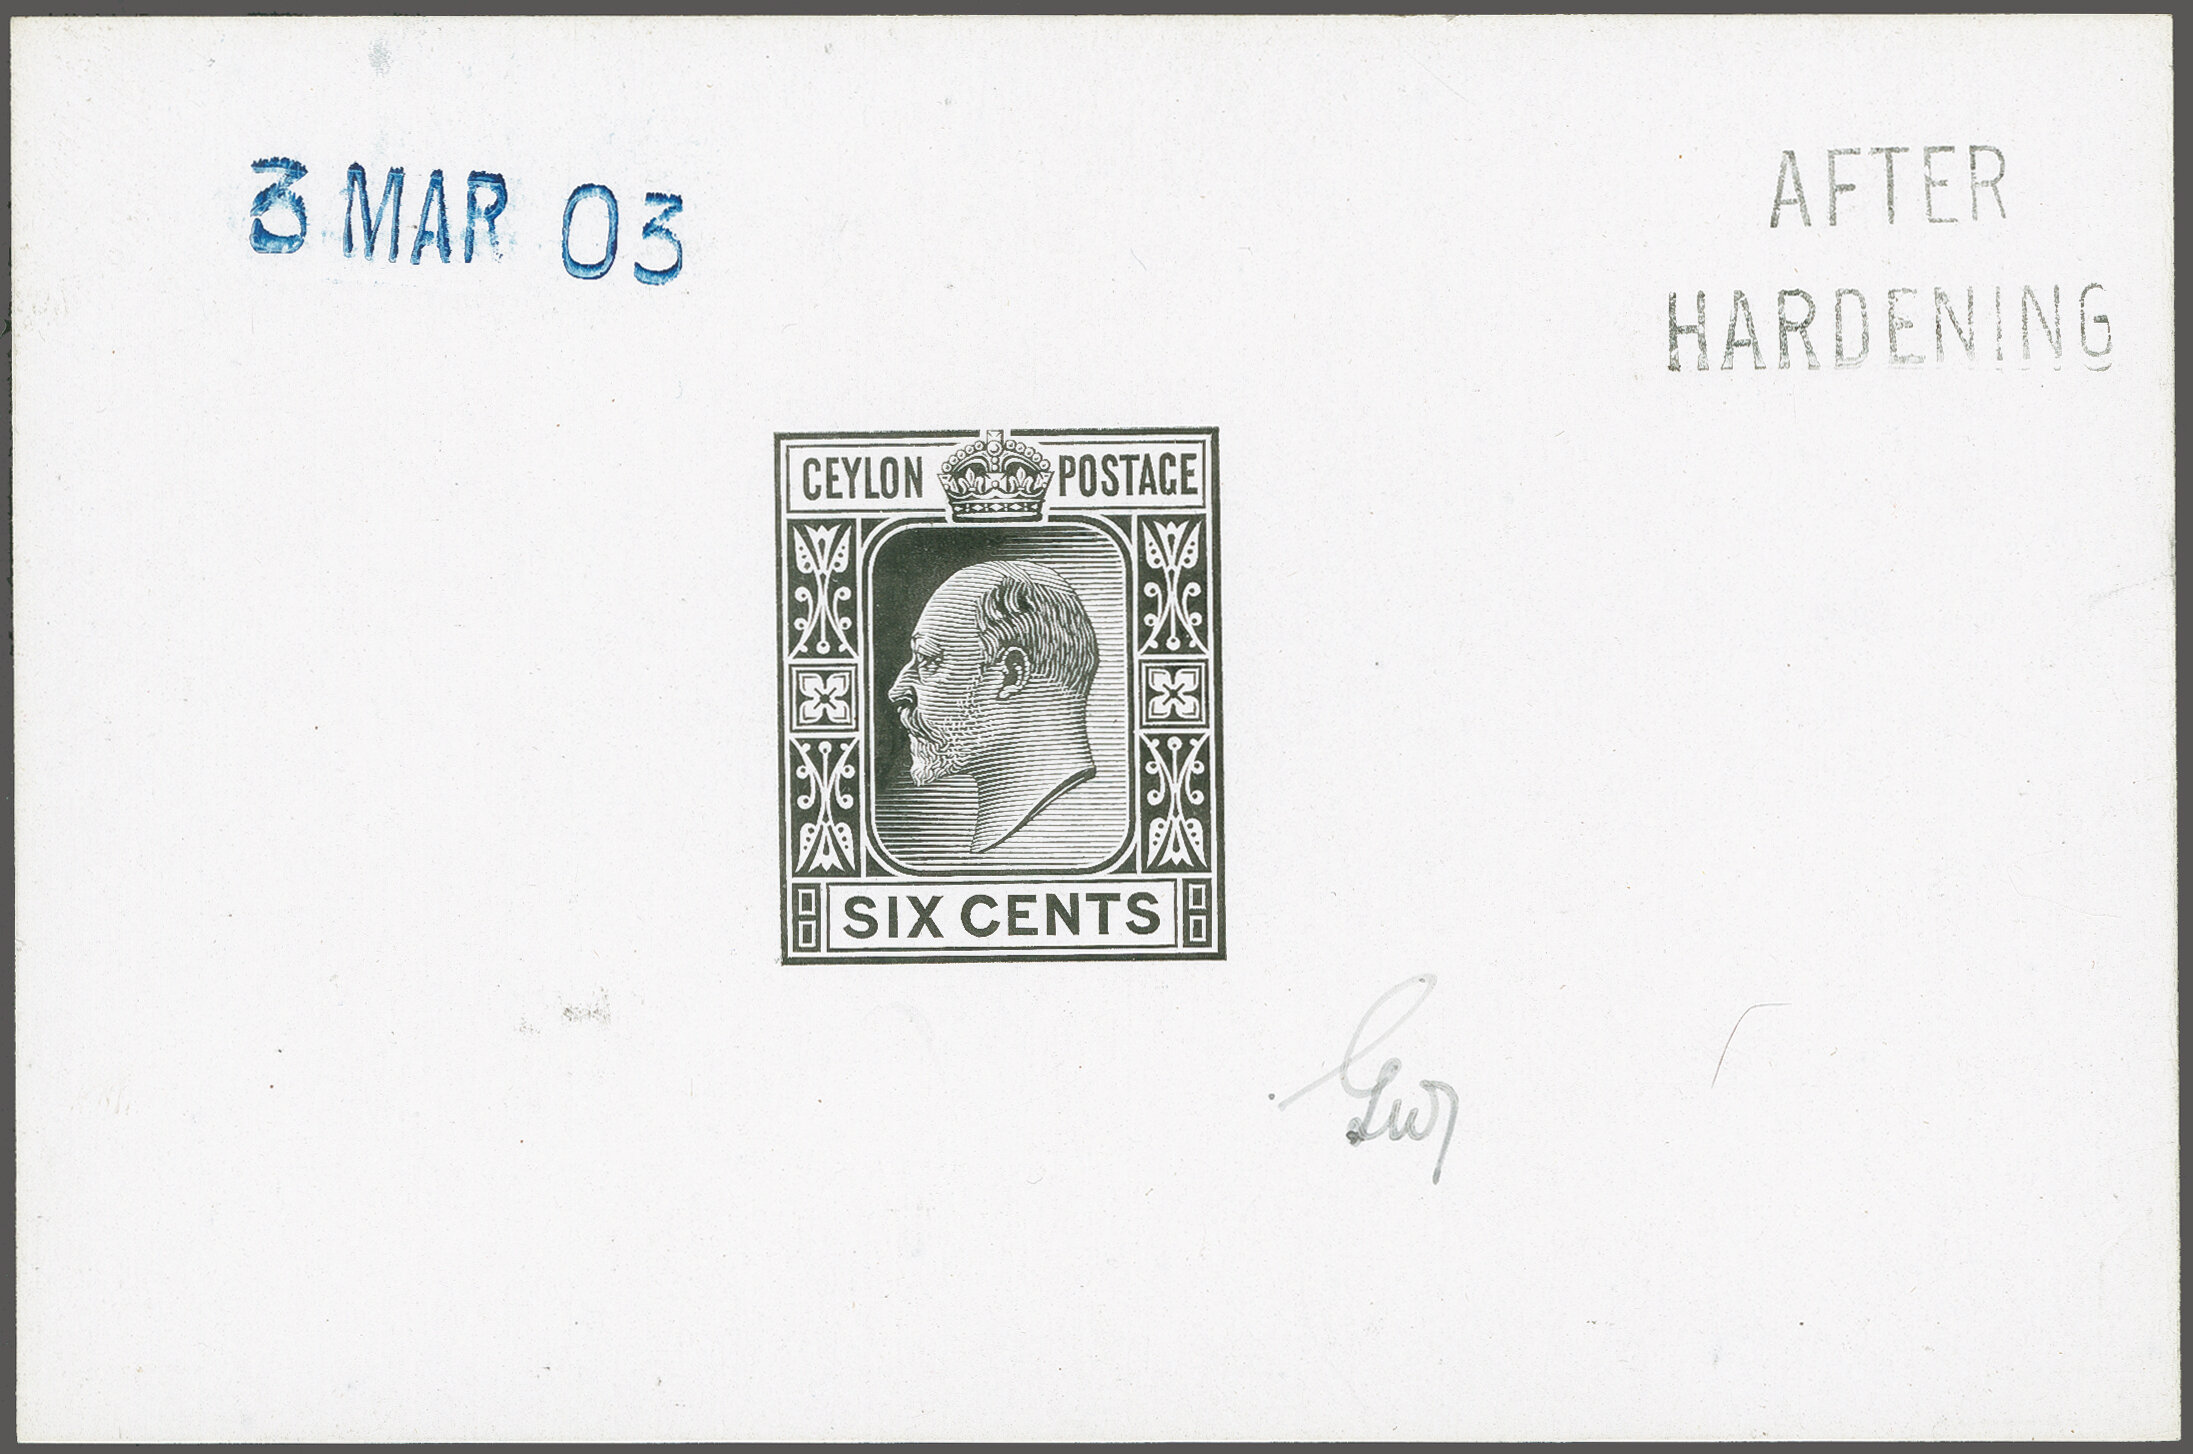 3 MAR 03
AFTER
HARDENING
CEYLON POSTAGE
SIX CENTS